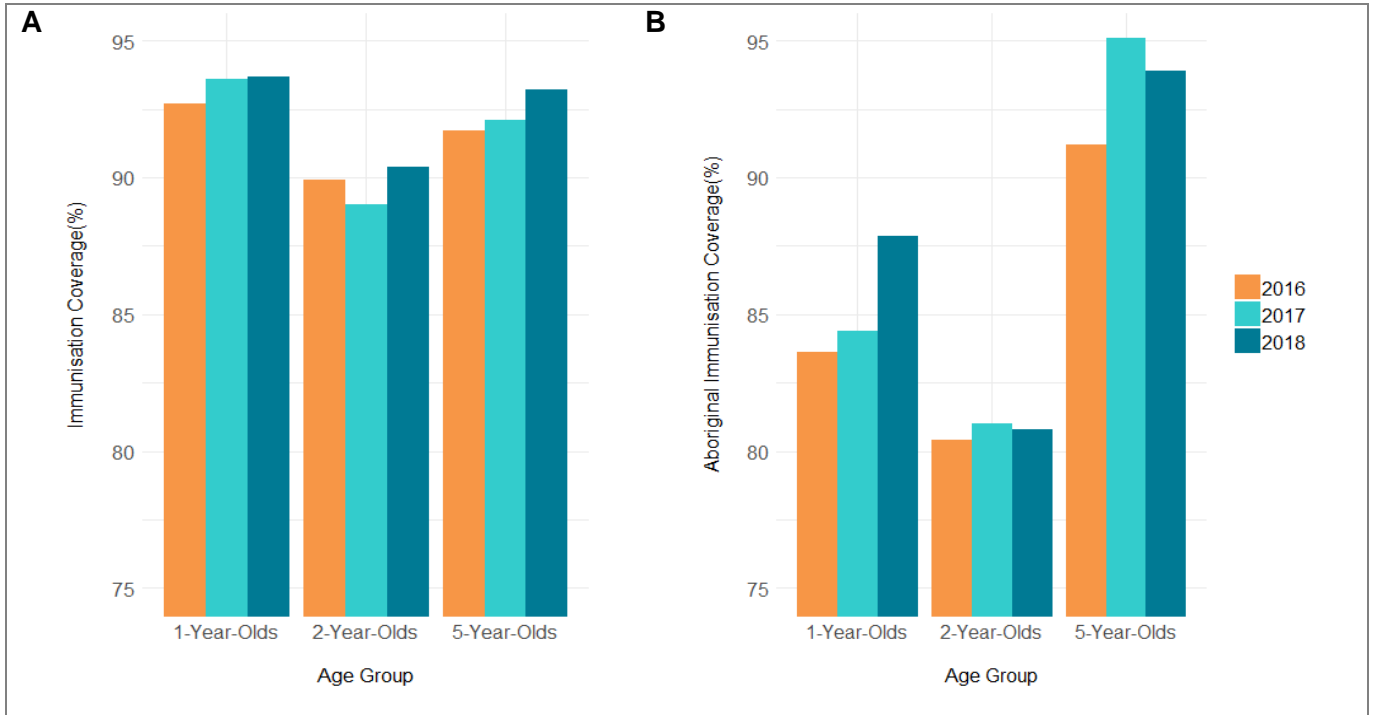 A
Immunisation Coverage(%)
95
90
85
80
75
1-Year-Olds 2-Year-Olds 5-Year-Olds
Age Group
B
Aboriginal Immunisation Coverage(%)
95
90
85
80
75
1-Year-Olds 2-Year-Olds 5-Year-Olds
Age Group
2016
2017
2018